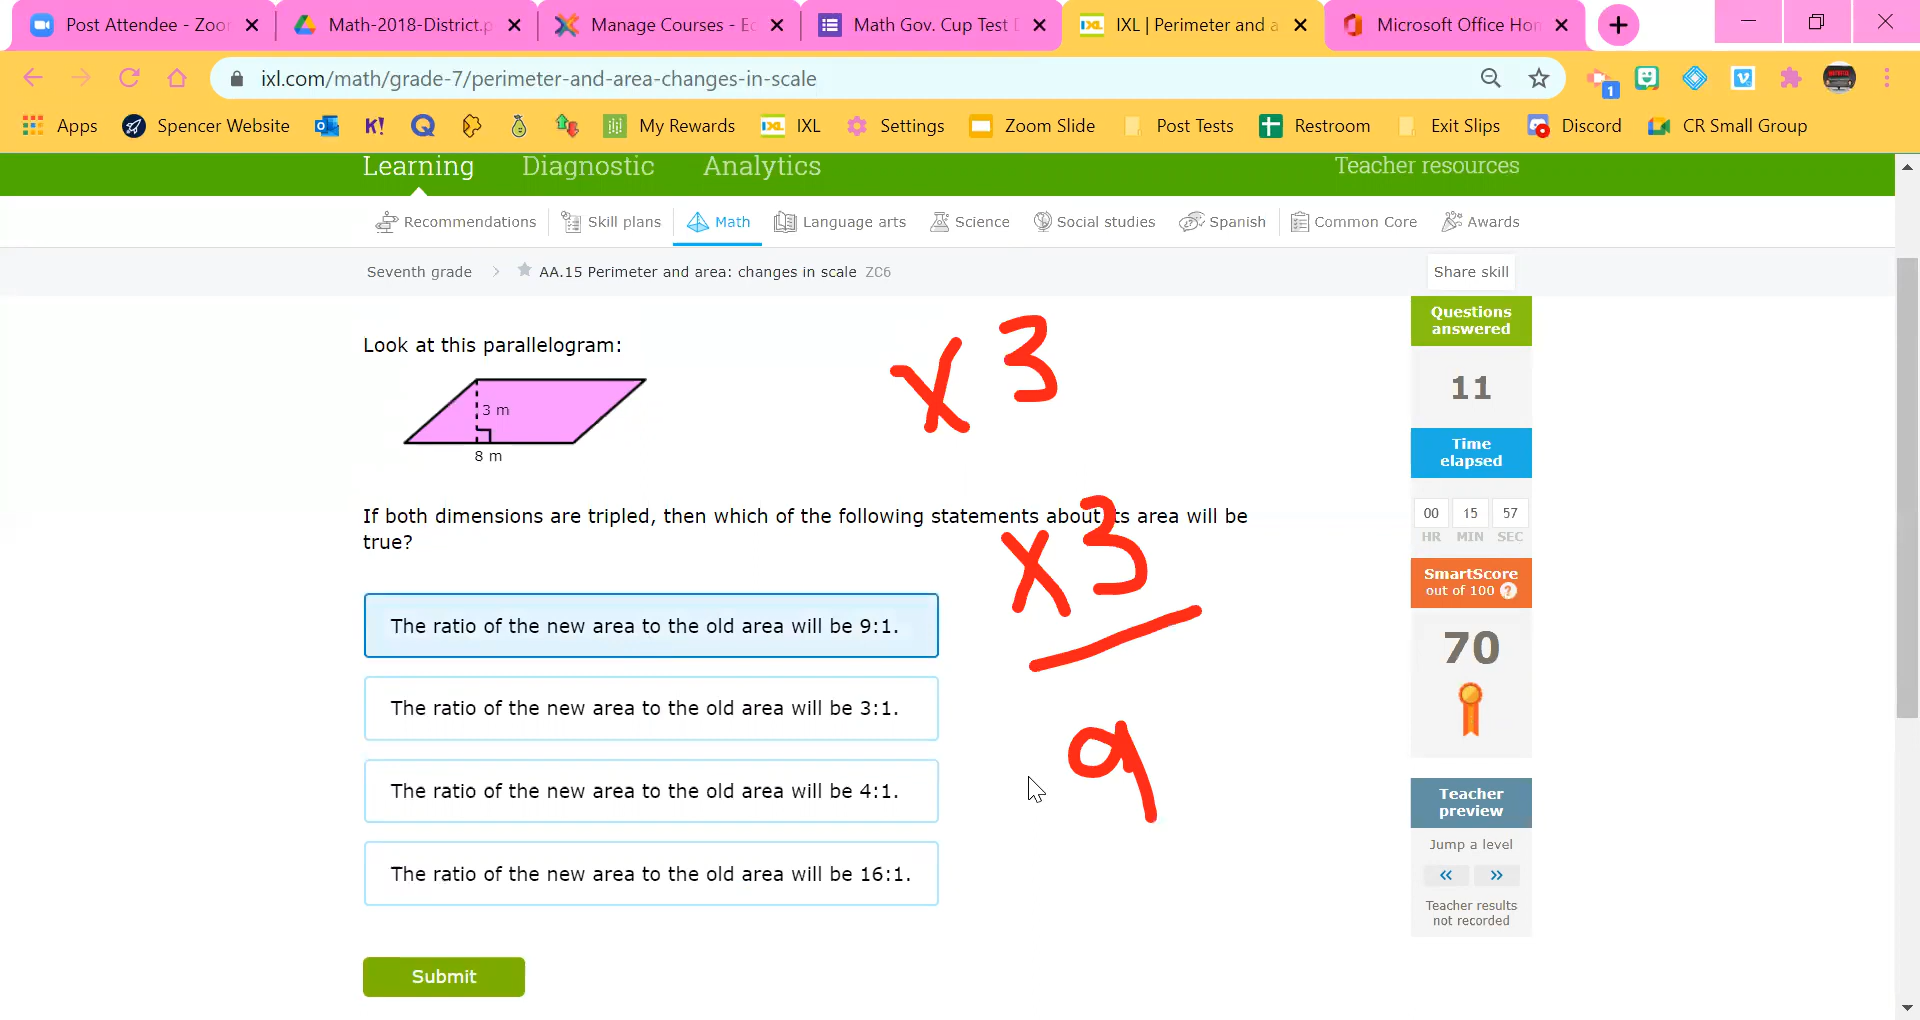 Post Attendee - Zoo
Math-2018-District.p
Manage Courses - Ed
Math Gov. Cup Test D
IXL | Perimeter and a
Microsoft Office Hom
ixl.com/math/grade-7/perimeter-and-area-changes-in-scale
1
Apps
Spencer Website
K!
My Rewards
IXL
IXL
Settings
Zoom Slide
Post Tests
Restroom
Exit Slips
Discord
CR Small Group
Learning
Diagnostic
Analytics
Teacher resources
Recommendations
Skill plans
Math
Language arts
Science
Social studies
Spanish
Common Core
Awards
Seventh grade > AA.15 Perimeter and area: changes in scale ZC6
Share skill
Look at this parallelogram:
3 m
8 m
x 3
If both dimensions are tripled, then which of the following statements about its area will be
true?
x 3
9
The ratio of the new area to the old area will be 9:1.
The ratio of the new area to the old area will be 3:1.
The ratio of the new area to the old area will be 4:1.
The ratio of the new area to the old area will be 16:1.
Submit
Questions
answered
11
Time
elapsed
00 15 57
HR MIN SEC
SmartScore
out of 100 ?
70
Teacher
preview
Jump a level
« »
Teacher results
not recorded